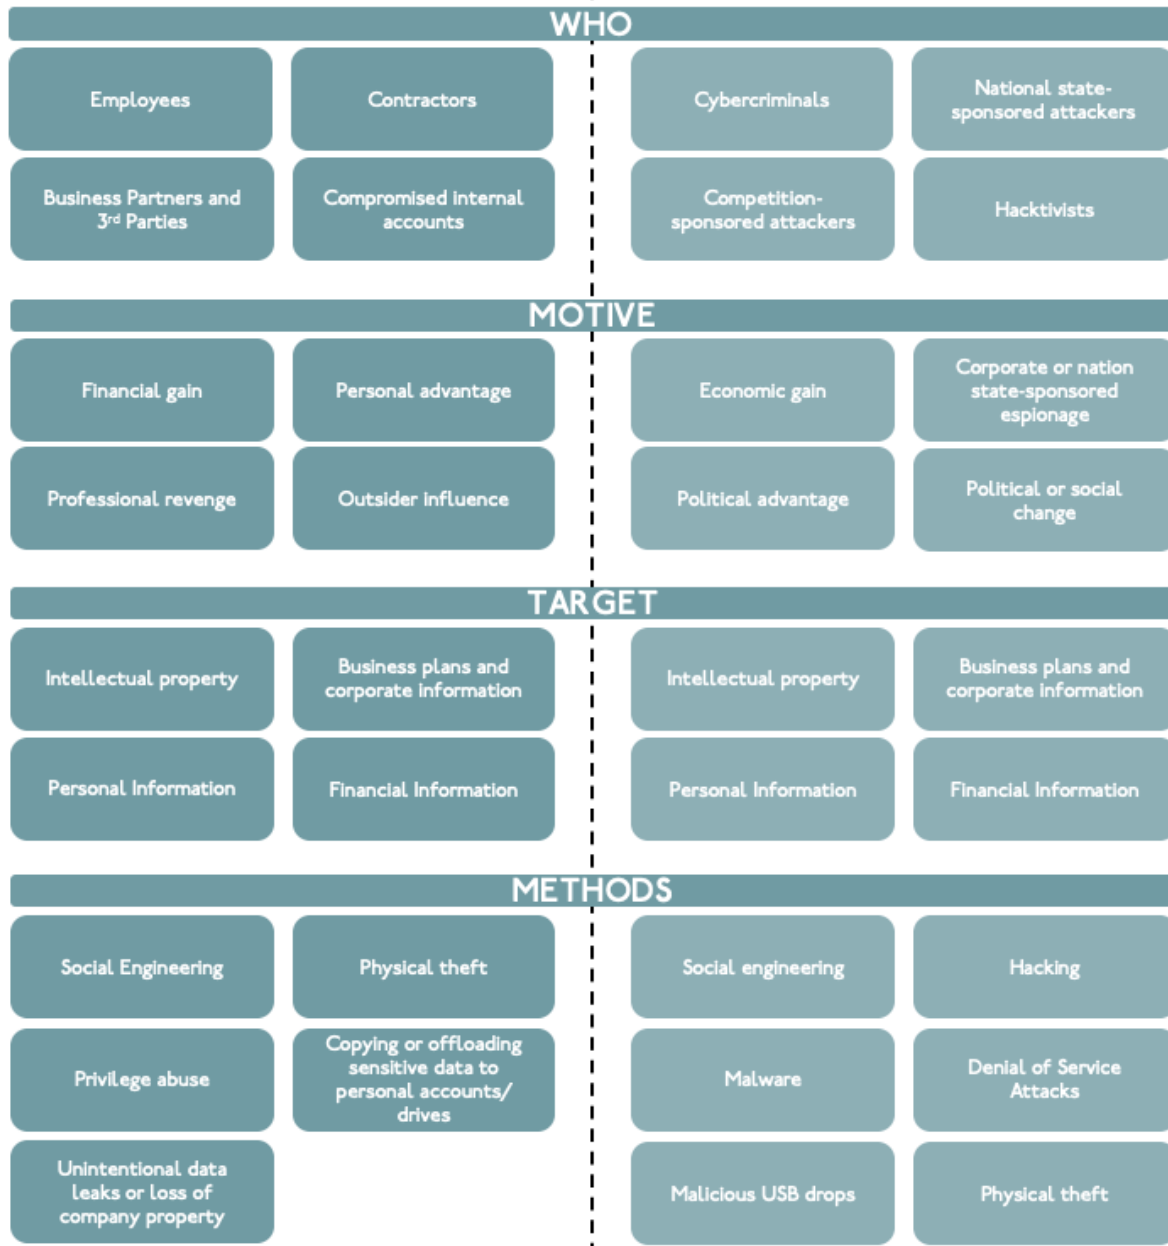 WHO
Employees
Contractors
Cybercriminals
National state-
sponsored attackers
Business Partners and
3rd Parties
Compromised internal
accounts
Competition-
sponsored attackers
Hacktivists
MOTIVE
Financial gain
Personal advantage
Economic gain
Corporate or nation
state-sponsored
espionage
Professional revenge
Outsider influence
Political advantage
Political or social
change
TARGET
Intellectual property
Business plans and
corporate information
Intellectual property
Business plans and
corporate information
Personal Information
Financial Information
Personal Information
Financial Information
METHODS
Social Engineering
Physical theft
Social engineering
Hacking
Privilege abuse
Copying or offloading
sensitive data to
personal accounts/
drives
Malware
Denial of Service
Attacks
Unintentional data
leaks or loss of
company property
Malicious USB drops
Physical theft